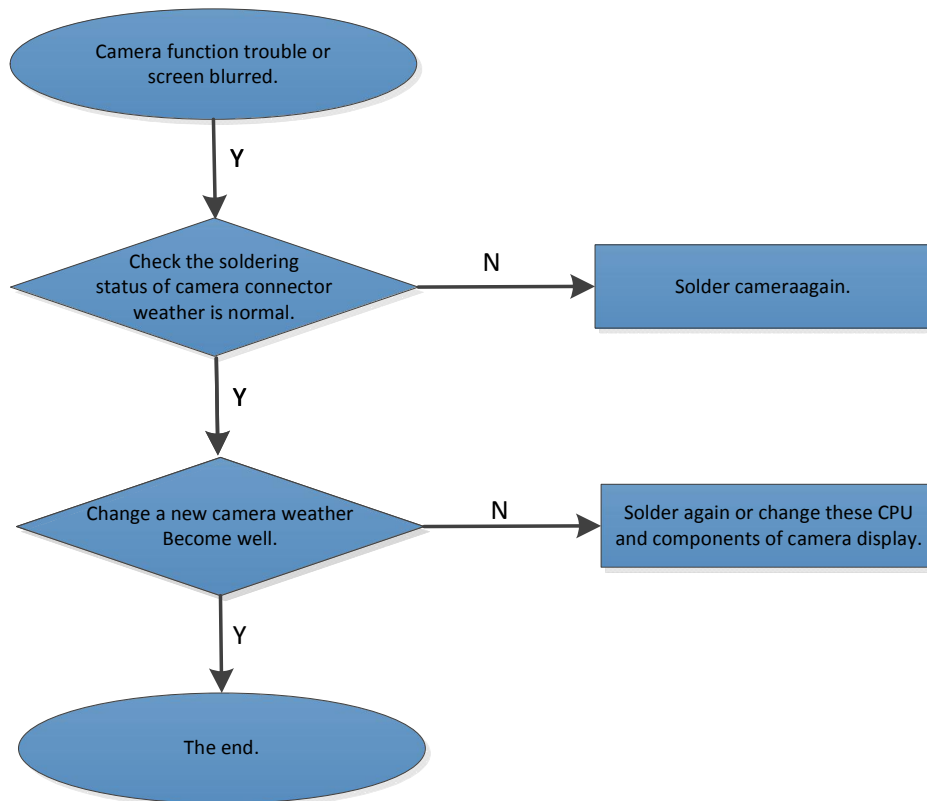 Camera function trouble or
screen blurred.
Y
Check the soldering
status of camera connector
weather is normal.
N
Solder cameraagain.
Y
Change a new camera weather
Become well.
N
Solder again or change these CPU
and components of camera display.
Y
The end.